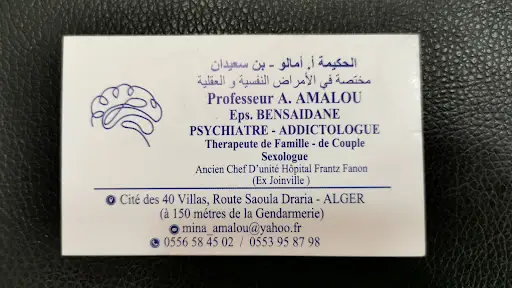 الحكيمة أ. أمالو - بن سعيدان
مختصة في الأمراض النفسية و العقلية
Professeur A. AMALOU
Eps. BENSAIDANE
PSYCHIATRE - ADDICTOLOGUE
Therapeute de Famille - de Couple
Sexologue
Ancien Chef D'unité Hôpital Frantz Fanon
(Ex Joinville )
Cité des 40 Villas, Route Saoula Draria - ALGER
(à 150 métres de la Gendarmerie)
mina_amalou@yahoo.fr
0556 58 45 02 / 0553 95 87 98